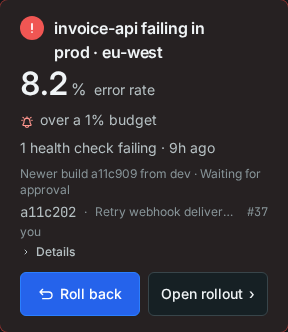 invoice-api failing in
prod · eu-west
8.2 % error rate
over a 1% budget
1 health check failing · 9h ago
Newer build a11c909 from dev · Waiting for
approval
a11c202 · Retry webhook deliver... #37
you
› Details
Roll back
Open rollout ›